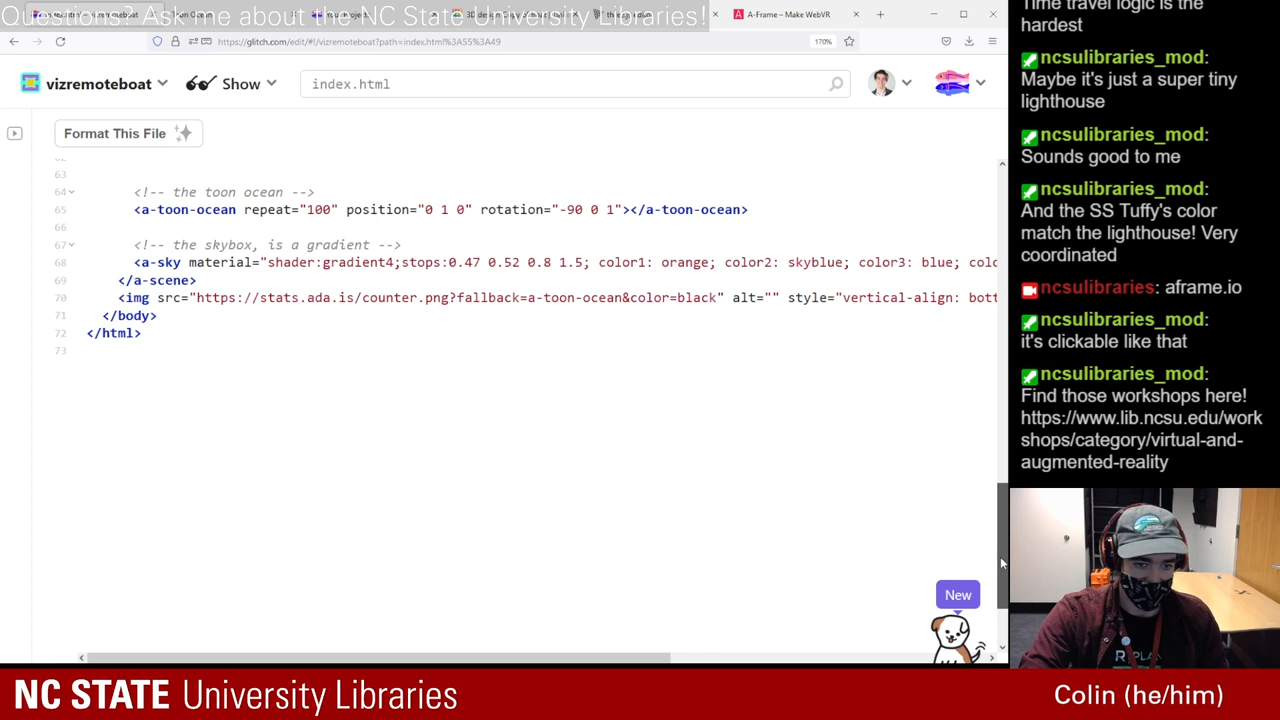 Questions? Ask me about the NC State University Libraries!
A-Frame – Make WebVR
https://glitch.com/edit/#!/vizremoteboat?path=index.html%3A55%3A49
170%
vizremoteboat
Show
index.html
Format This File
62
63
64 <!-- the toon ocean -->
65 <a-toon-ocean repeat="100" position="0 1 0" rotation="-90 0 1"></a-toon-ocean>
66
67 <!-- the skybox, is a gradient -->
68 <a-sky material="shader:gradient4;stops:0.47 0.52 0.8 1.5; color1: orange; color2: skyblue; color3: blue; colo
69 </a-scene>
70 <img src="https://stats.ada.is/counter.png?fallback=a-toon-ocean&color=black" alt="" style="vertical-align: bott
71 </body>
72 </html>
73
New
Time travel logic is the
hardest
ncsulibraries_mod:
Maybe it's just a super tiny
lighthouse
ncsulibraries_mod:
Sounds good to me
ncsulibraries_mod:
And the SS Tuffy's color
match the lighthouse! Very
coordinated
ncsulibraries: aframe.io
ncsulibraries_mod:
it's clickable like that
ncsulibraries_mod:
Find those workshops here!
https://www.lib.ncsu.edu/work
shops/category/virtual-and-
augmented-reality
NC STATE University Libraries
Colin (he/him)